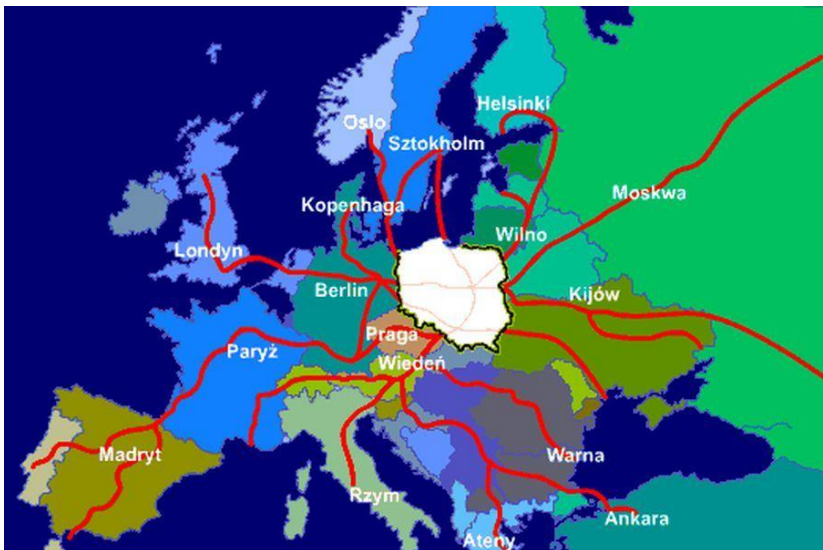 Helsinki
Oslo
Sztokholm
Moskwa
Kopenhaga
Wilno
Londyn
Berlin
Kijów
Praga
Paryż
Wiedeń
Madryt
Warna
Rzym
Ankara
Ateny